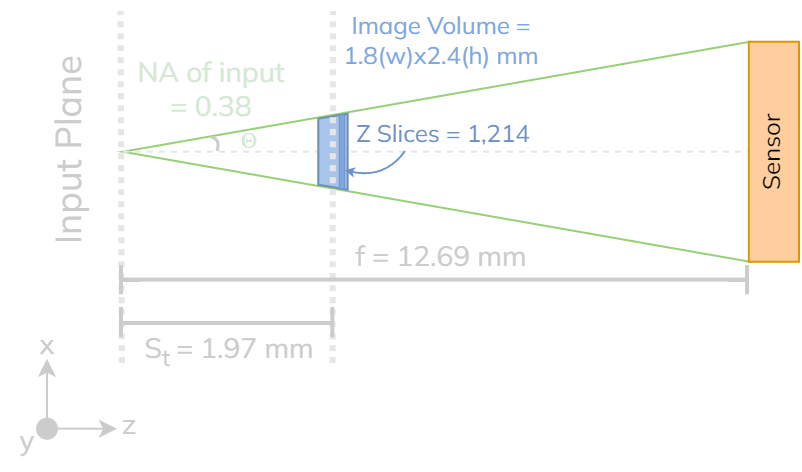 Image Volume =
1.8(w)x2.4(h) mm
NA of input
= 0.38
Θ
Z Slices = 1,214
Input Plane
Sensor
f = 12.69 mm
St = 1.97 mm
x
z
y